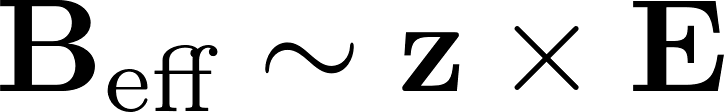 B_eff ∼ z × E